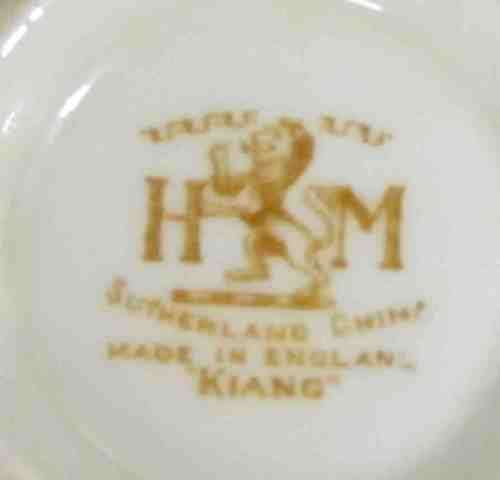 H M
SUTHERLAND CHINA
MADE IN ENGLAND
"KIANG"